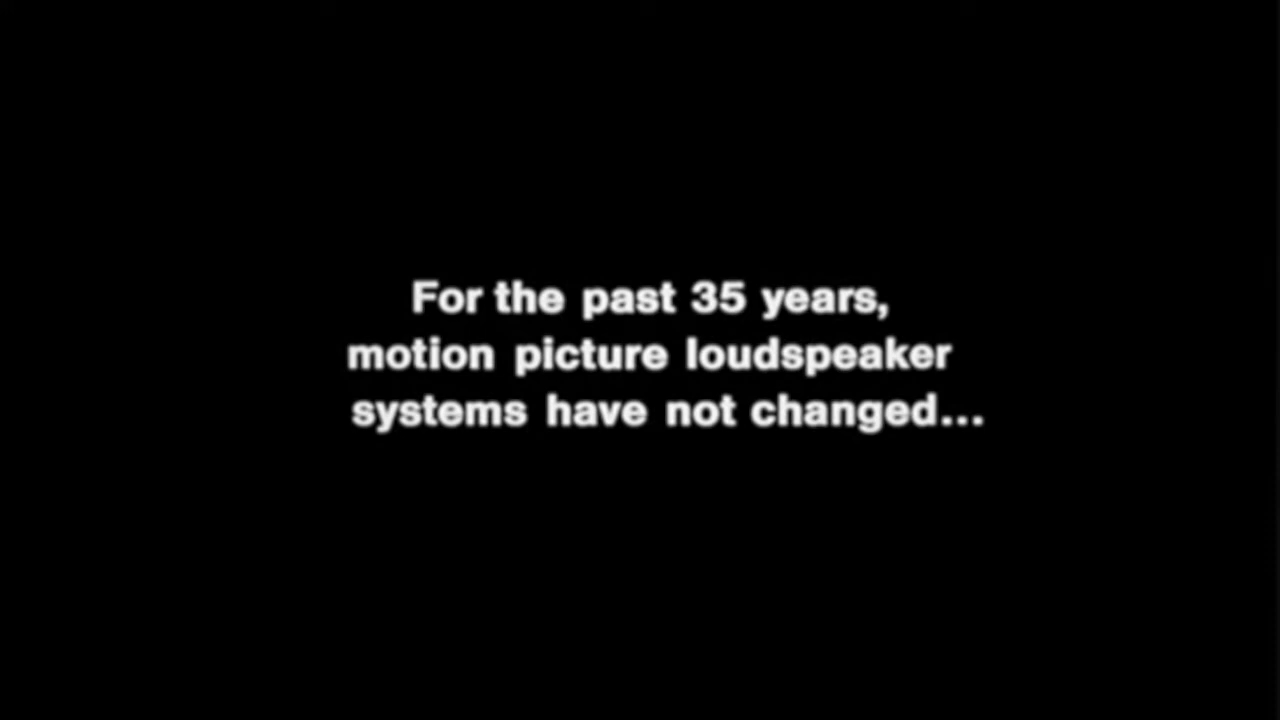 For the past 35 years,
motion picture loudspeaker
systems have not changed...